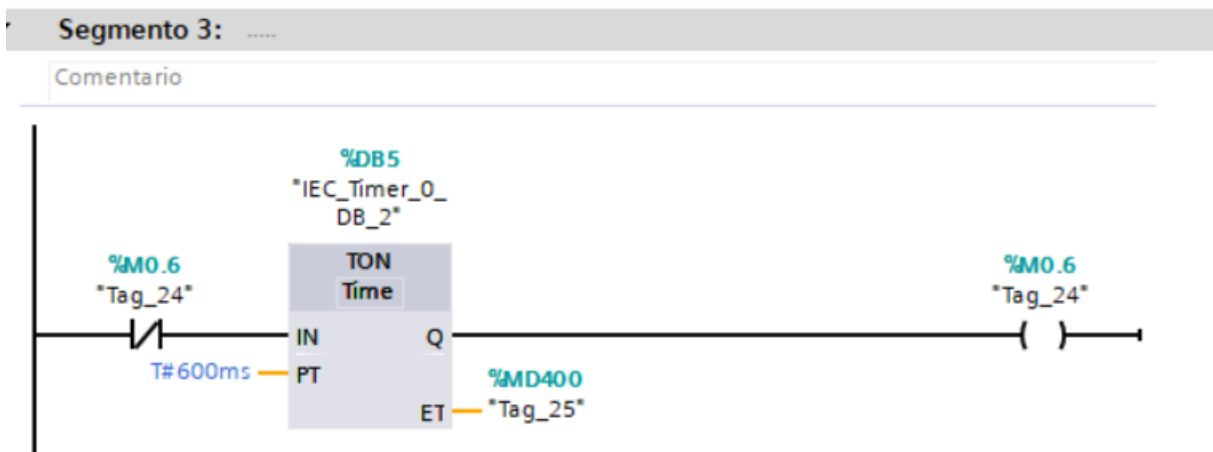 Segmento 3: .....
Comentario
%DB5
"IEC_Timer_0_
DB_2"
%M0.6
"Tag_24"
TON
Time
%M0.6
"Tag_24"
IN
Q
T#600ms
PT
%MD400
ET
"Tag_25"